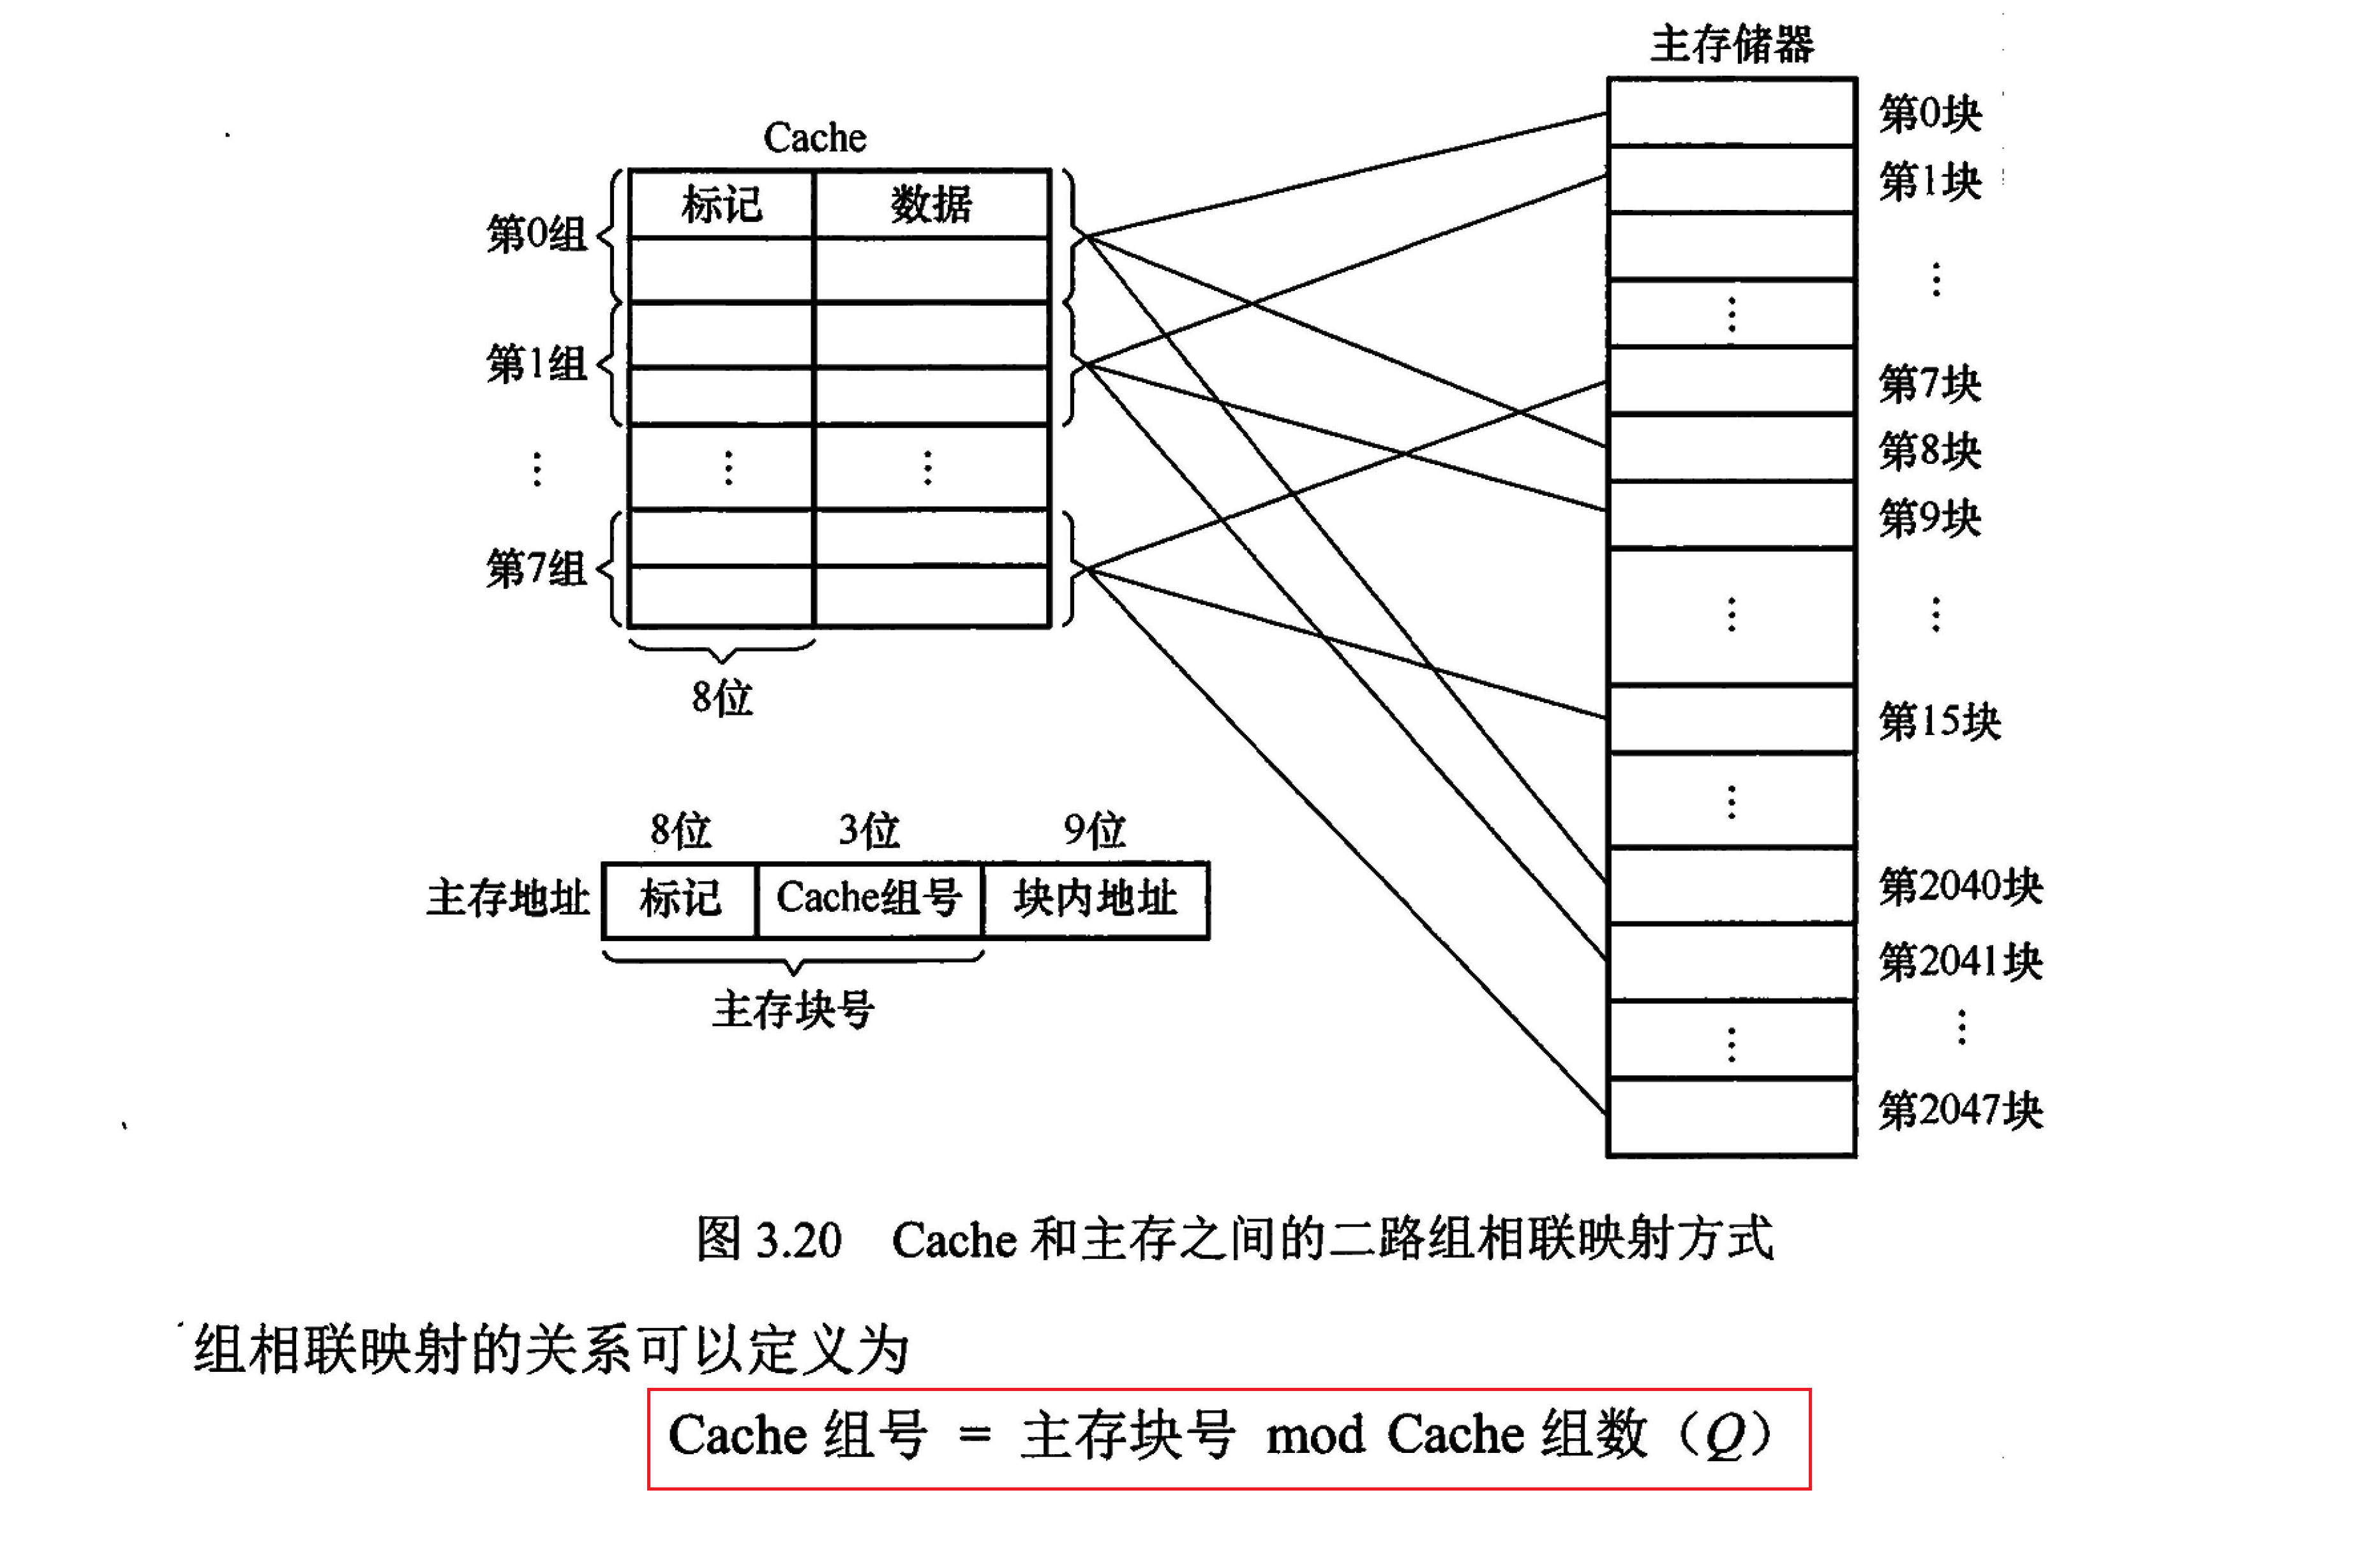 主存储器
第0块
Cache
第1块
标记 数据
第0组
⋮
⋮
第1组
第7块
第8块
⋮ ⋮ ⋮
第9块
第7组
⋮ ⋮
8位
第15块
⋮
8位 3位 9位
主存地址 标记 Cache组号 块内地址
第2040块
第2041块
主存块号
⋮ ⋮
第2047块
图 3.20 Cache 和主存之间的二路组相联映射方式
组相联映射的关系可以定义为
Cache 组号 = 主存块号 mod Cache 组数（Q）